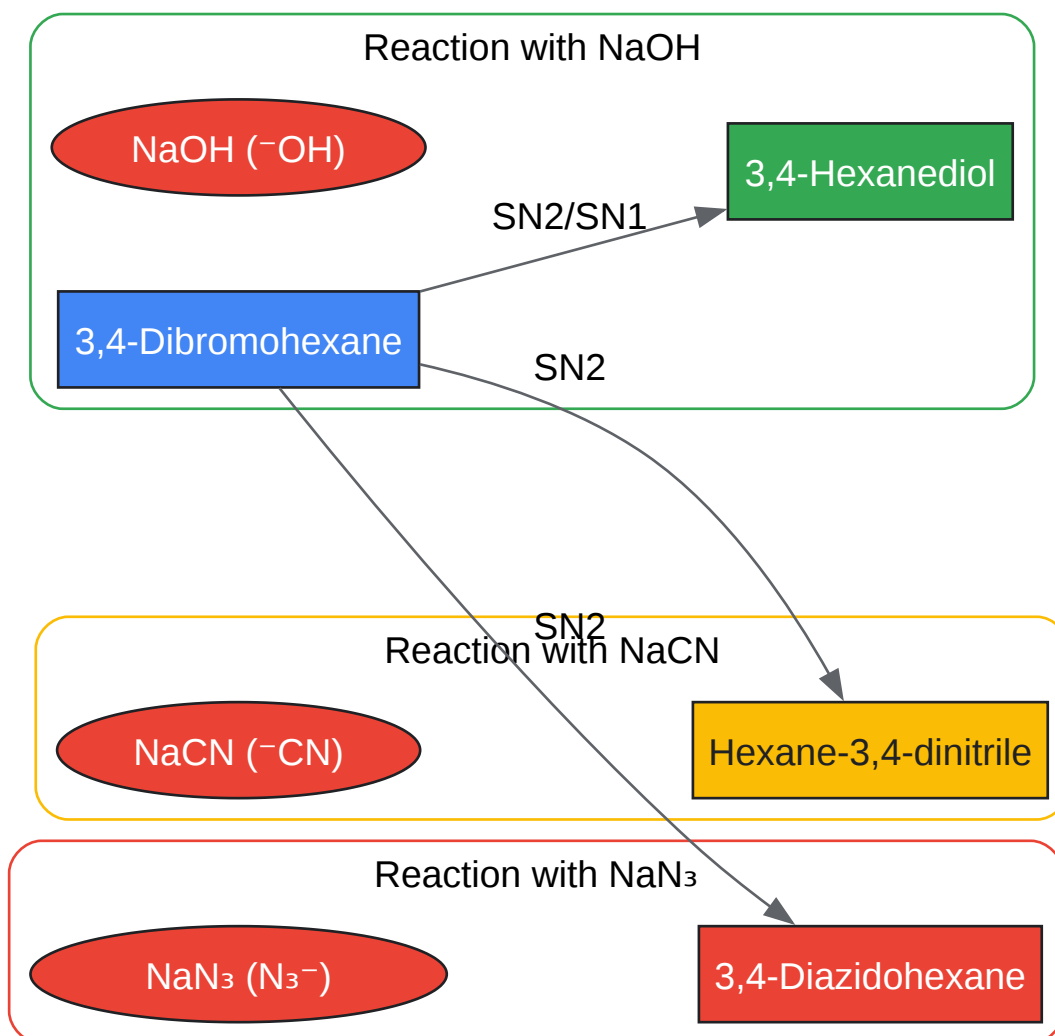 Reaction with NaOH
NaOH (⁻OH)
3,4-Hexanediol
SN2/SN1
3,4-Dibromohexane
SN2
SN2
Reaction with NaCN
NaCN (⁻CN)
Hexane-3,4-dinitrile
Reaction with NaN₃
NaN₃ (N₃⁻)
3,4-Diazidohexane